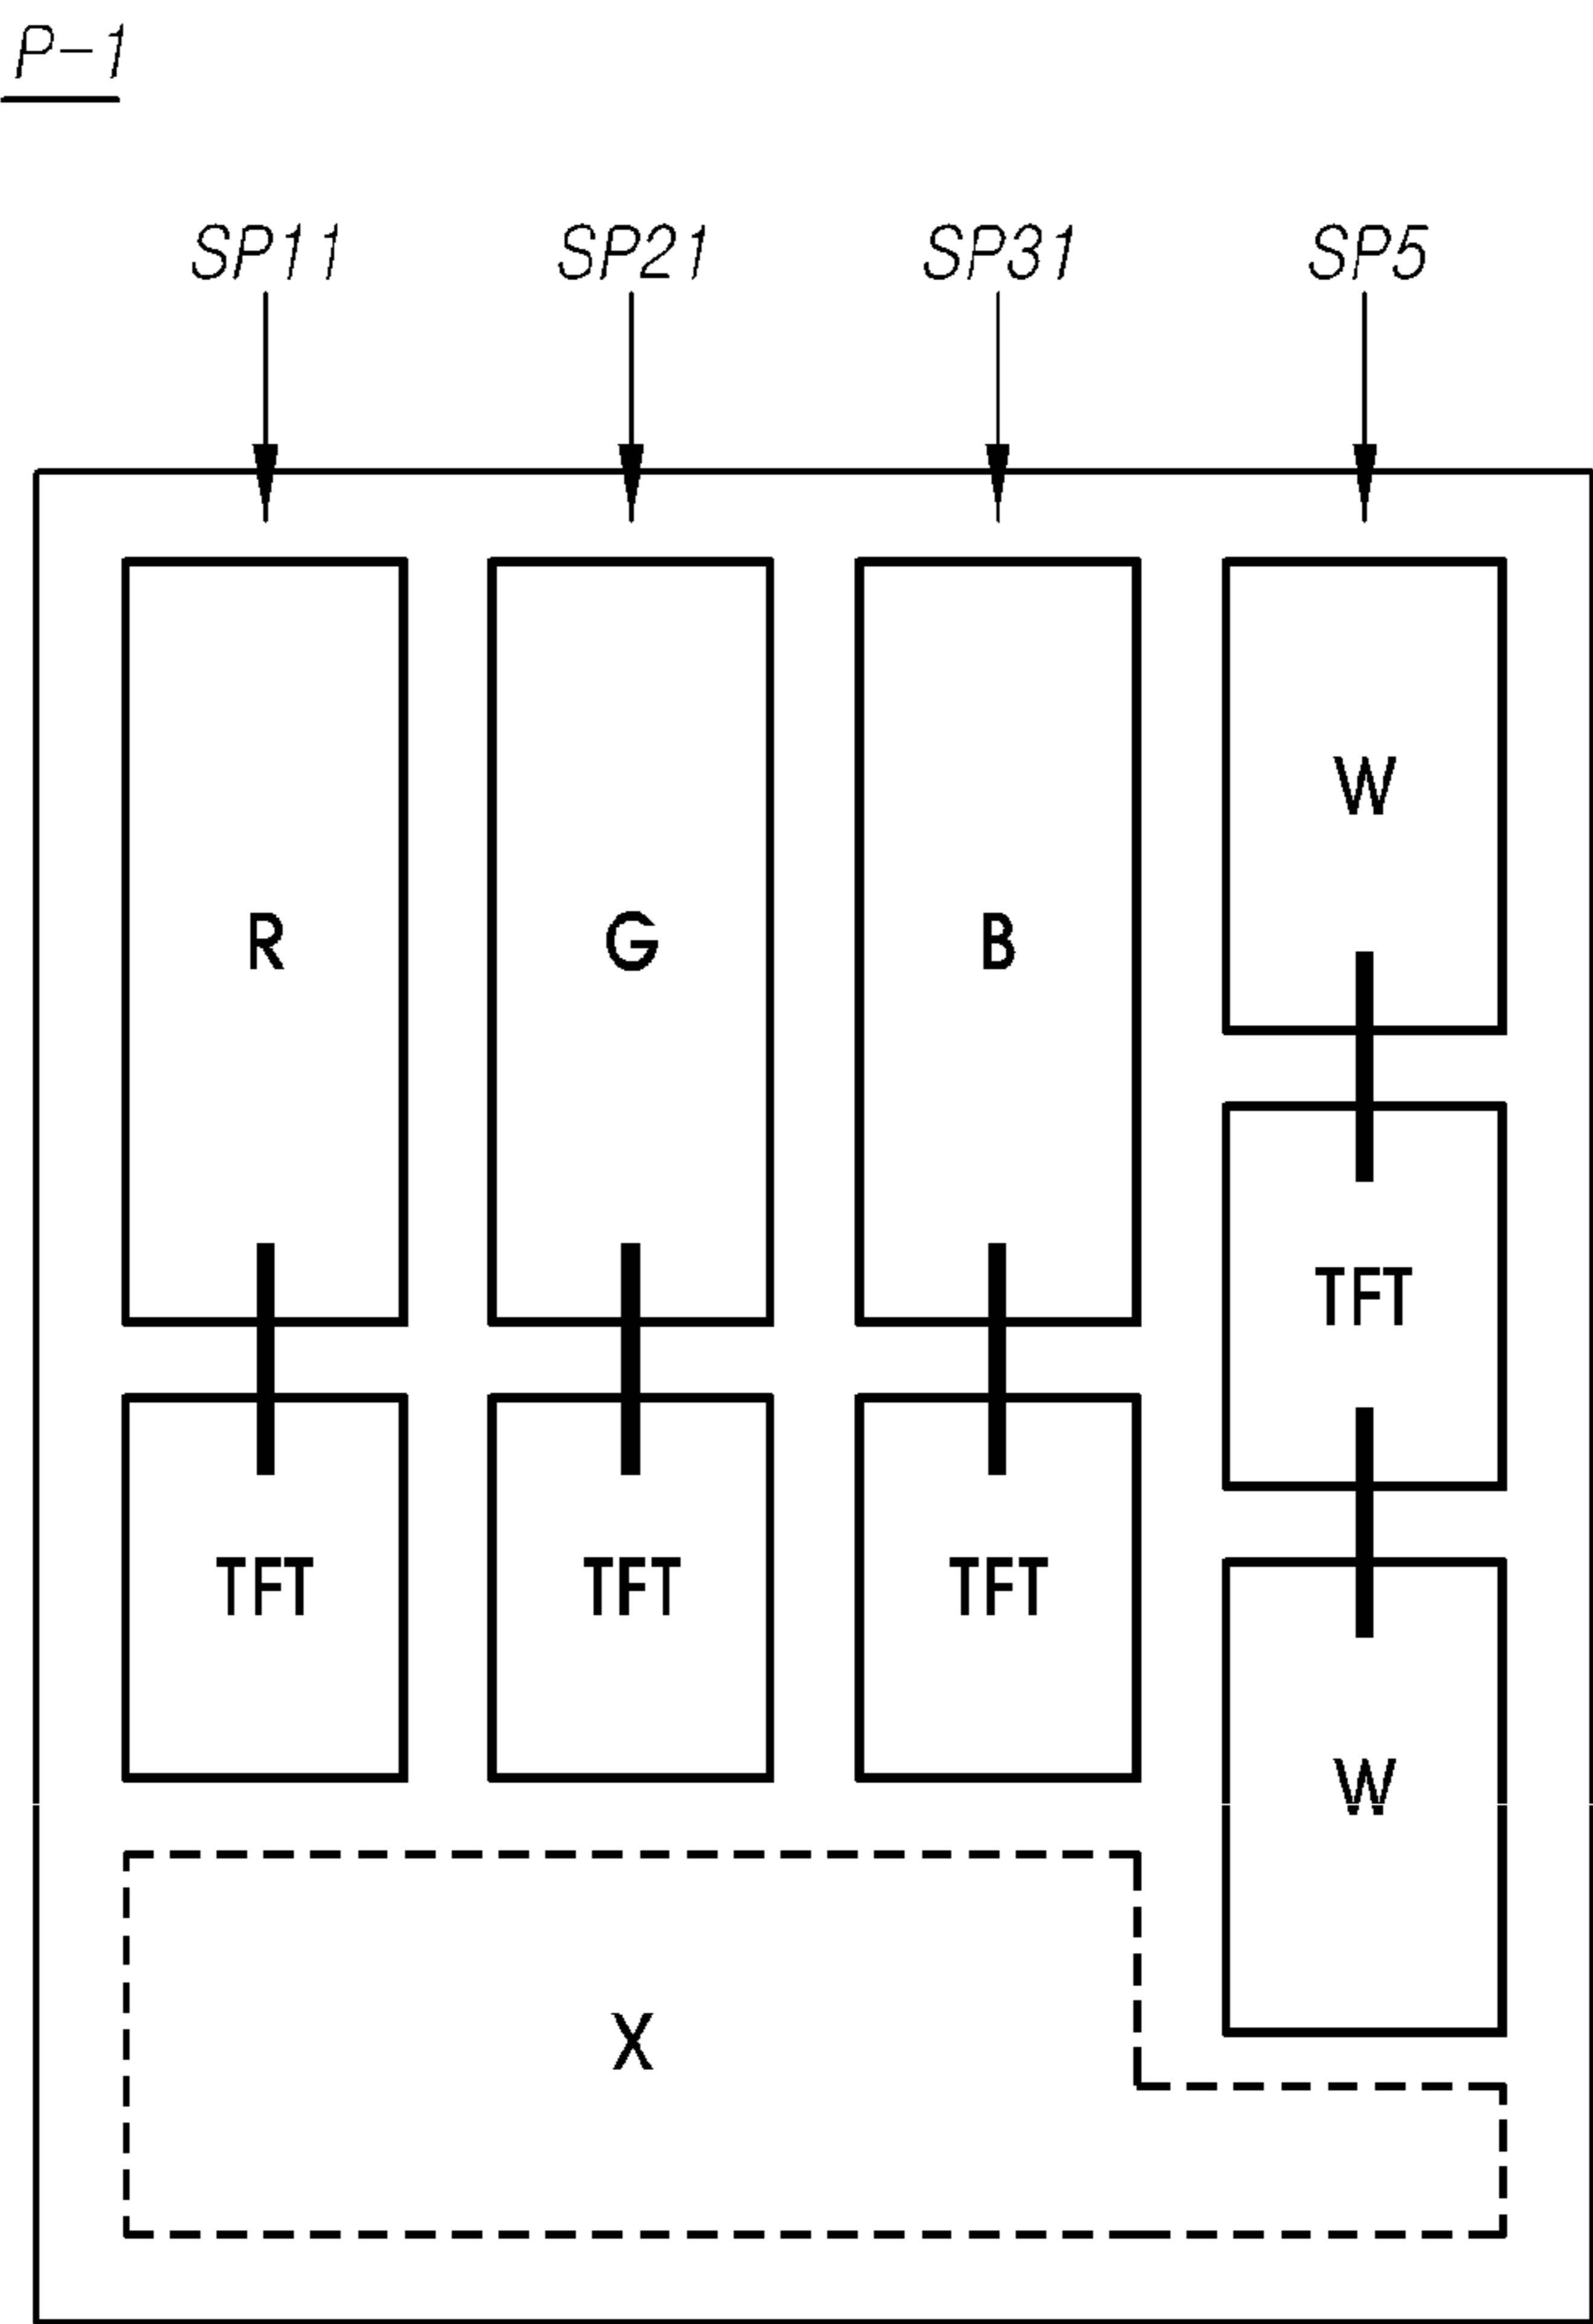 P-1
SP11 SP21 SP31 SP5
W
R G B
TFT
TFT TFT TFT
W
X